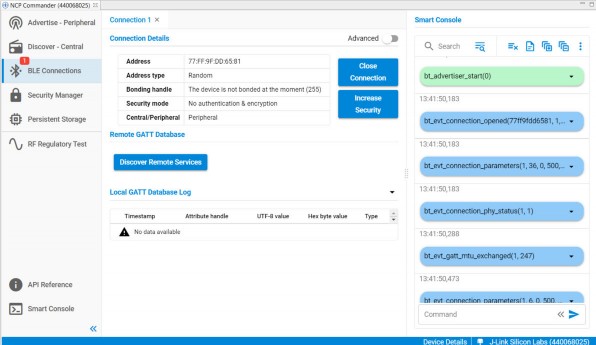 NCP Commander (440068025)
Advertise - Peripheral
Discover - Central
1
BLE Connections
Security Manager
Persistent Storage
RF Regulatory Test
API Reference
Smart Console
Connection 1
Connection Details
Advanced
Address 77:FF:9F:DD:65:81
Address type Random
Bonding handle The device is not bonded at the moment (255)
Security mode No authentication & encryption
Central/Peripheral Peripheral
Close
Connection
Increase
Security
Remote GATT Database
Discover Remote Services
Local GATT Database Log
Timestamp Attribute handle UTF-8 value Hex byte value Type
No data available
Smart Console
Search
bt_advertiser_start(0)
13:41:50,183
bt_evt_connection_opened(77ff9fdd6581, 1,...
13:41:50,183
bt_evt_connection_parameters(1, 36, 0, 500,...
13:41:50,183
bt_evt_connection_phy_status(1, 1)
13:41:50,288
bt_evt_gatt_mtu_exchanged(1, 247)
13:41:50,473
bt_evt_connection_parameters(1, 6, 0, 500, ...
Command
Device Details J-Link Silicon Labs (440068025)